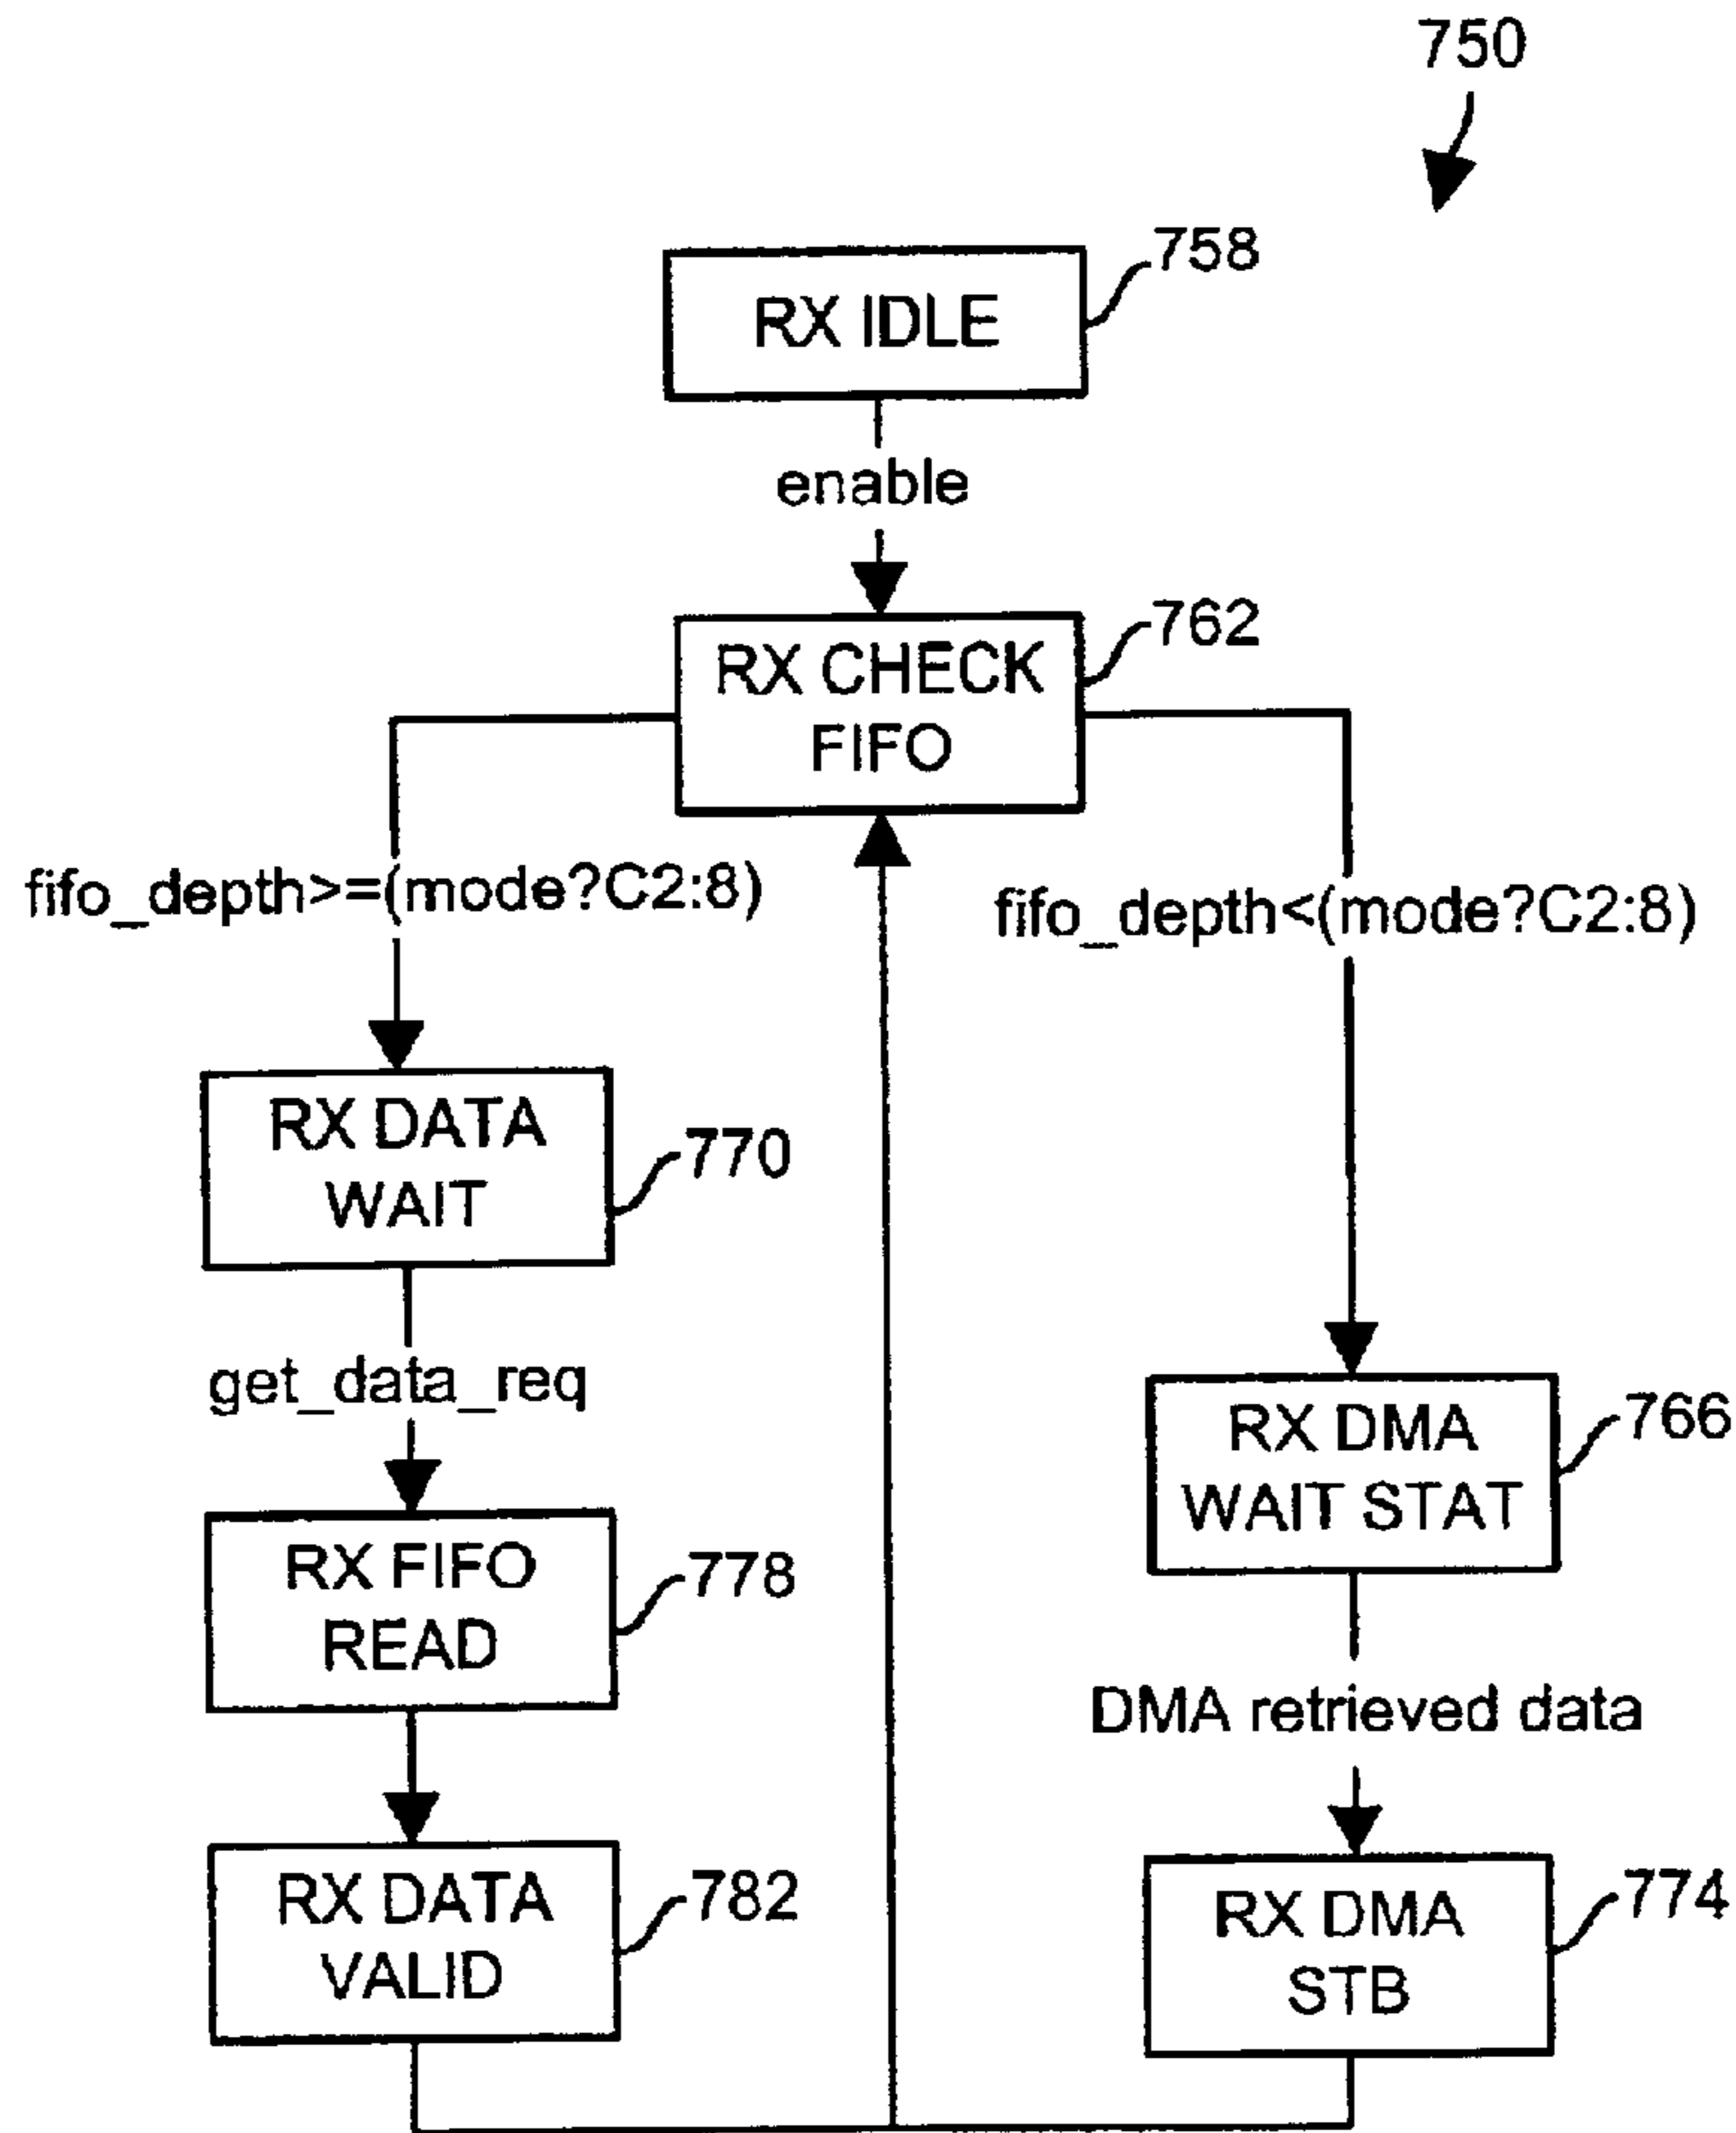 750
758
RX IDLE
enable
762
RX CHECK
FIFO
fifo_depth>=(mode?C2:8)
fifo_depth<(mode?C2:8)
RX DATA
WAIT
770
get_data_req
RX DMA
WAIT STAT
766
RX FIFO
READ
778
DMA retrieved data
RX DATA
VALID
782
RX DMA
STB
774